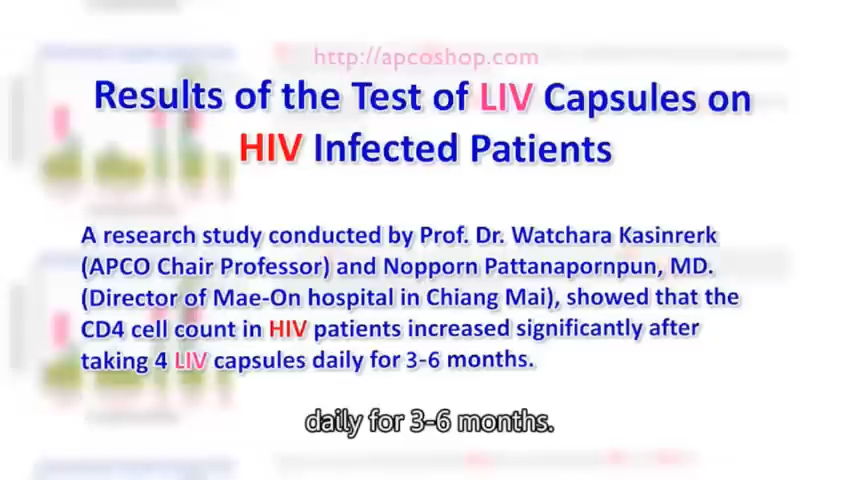 http://apcoshop.com
Results of the Test of LIV Capsules on
HIV Infected Patients
A research study conducted by Prof. Dr. Watchara Kasinrerk
(APCO Chair Professor) and Nopporn Pattanapornpun, MD.
(Director of Mae-On hospital in Chiang Mai), showed that the
CD4 cell count in HIV patients increased significantly after
taking 4 LIV capsules daily for 3-6 months.
daily for 3-6 months.